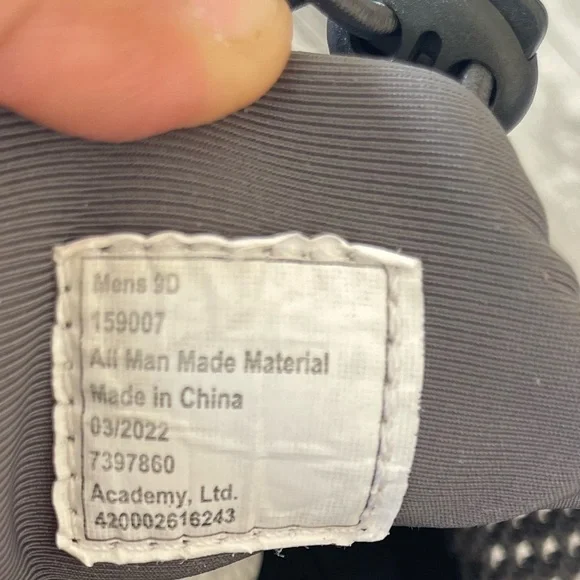 Mens 9D
159007
All Man Made Material
Made in China
03/2022
7397860
Academy, Ltd.
420002616243